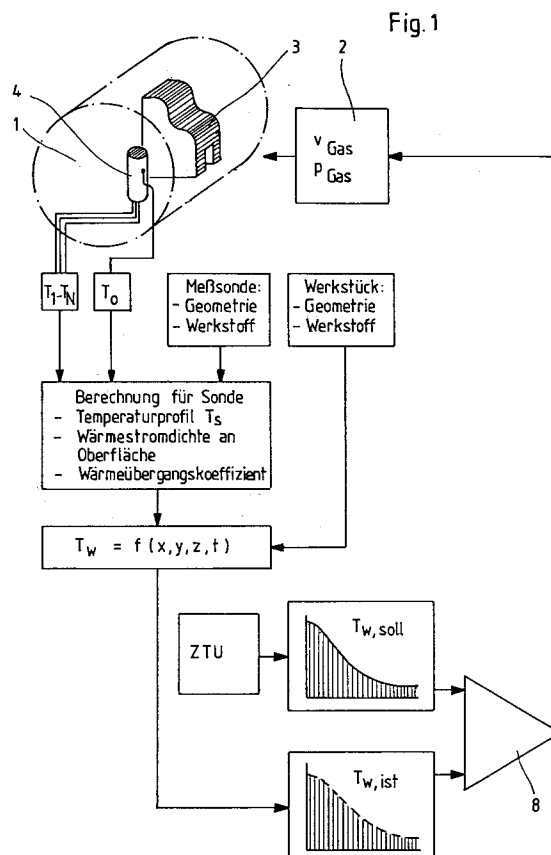 Fig. 1
3
2
4
1
v Gas
p Gas
T1-TN
To
Meßsonde:
- Geometrie
- Werkstoff
Werkstück:
- Geometrie
- Werkstoff
Berechnung für Sonde
- Temperaturprofil Ts
- Wärmestromdichte an
Oberfläche
- Wärmeübergangskoeffizient
Tw = f(x,y,z,t)
ZTU
Tw,soll
Tw,ist
8